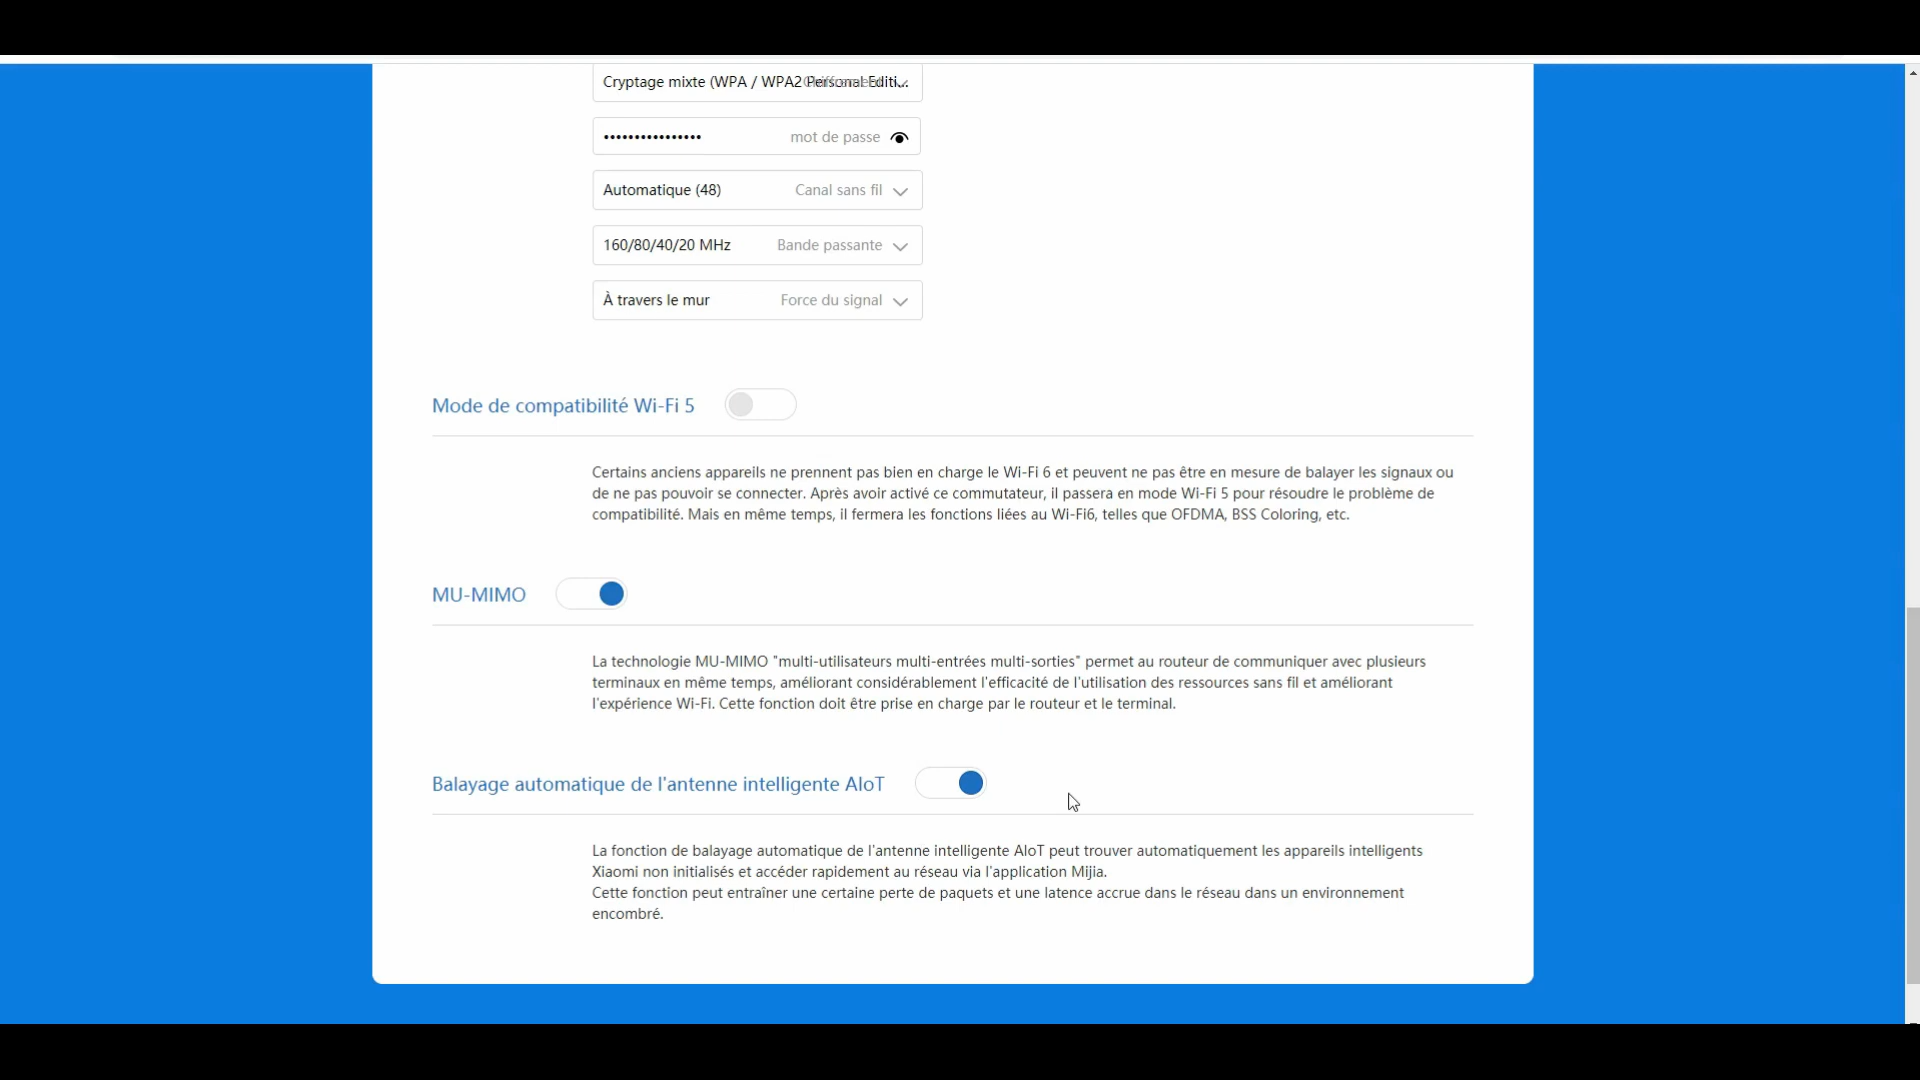 Cryptage mixte (WPA / WPA2 Personal Editi... Chiffrement
•••••••••••••••• mot de passe
Automatique (48) Canal sans fil
160/80/40/20 MHz Bande passante
À travers le mur Force du signal
Mode de compatibilité Wi-Fi 5
Certains anciens appareils ne prennent pas bien en charge le Wi-Fi 6 et peuvent ne pas être en mesure de balayer les signaux ou
de ne pas pouvoir se connecter. Après avoir activé ce commutateur, il passera en mode Wi-Fi 5 pour résoudre le problème de
compatibilité. Mais en même temps, il fermera les fonctions liées au Wi-Fi6, telles que OFDMA, BSS Coloring, etc.
MU-MIMO
La technologie MU-MIMO "multi-utilisateurs multi-entrées multi-sorties" permet au routeur de communiquer avec plusieurs
terminaux en même temps, améliorant considérablement l'efficacité de l'utilisation des ressources sans fil et améliorant
l'expérience Wi-Fi. Cette fonction doit être prise en charge par le routeur et le terminal.
Balayage automatique de l'antenne intelligente AIoT
La fonction de balayage automatique de l'antenne intelligente AIoT peut trouver automatiquement les appareils intelligents
Xiaomi non initialisés et accéder rapidement au réseau via l'application Mijia.
Cette fonction peut entraîner une certaine perte de paquets et une latence accrue dans le réseau dans un environnement
encombré.